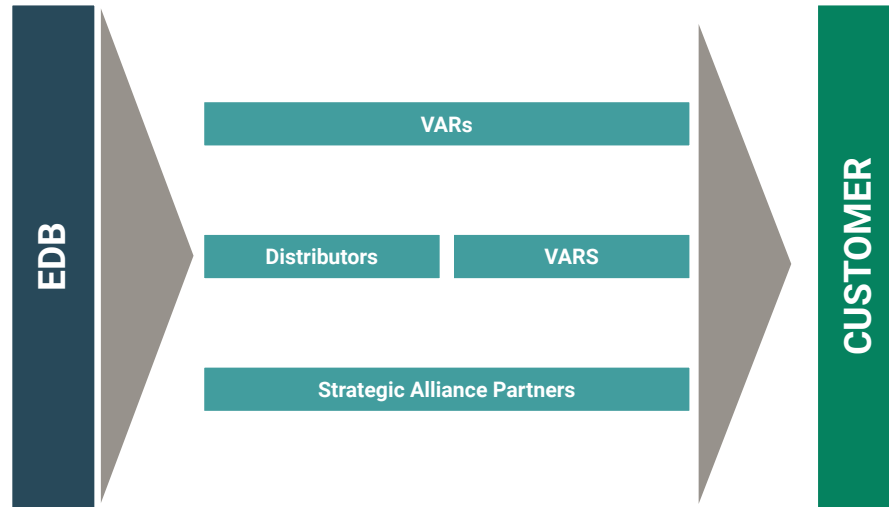 EDB
VARs
Distributors
VARS
Strategic Alliance Partners
CUSTOMER